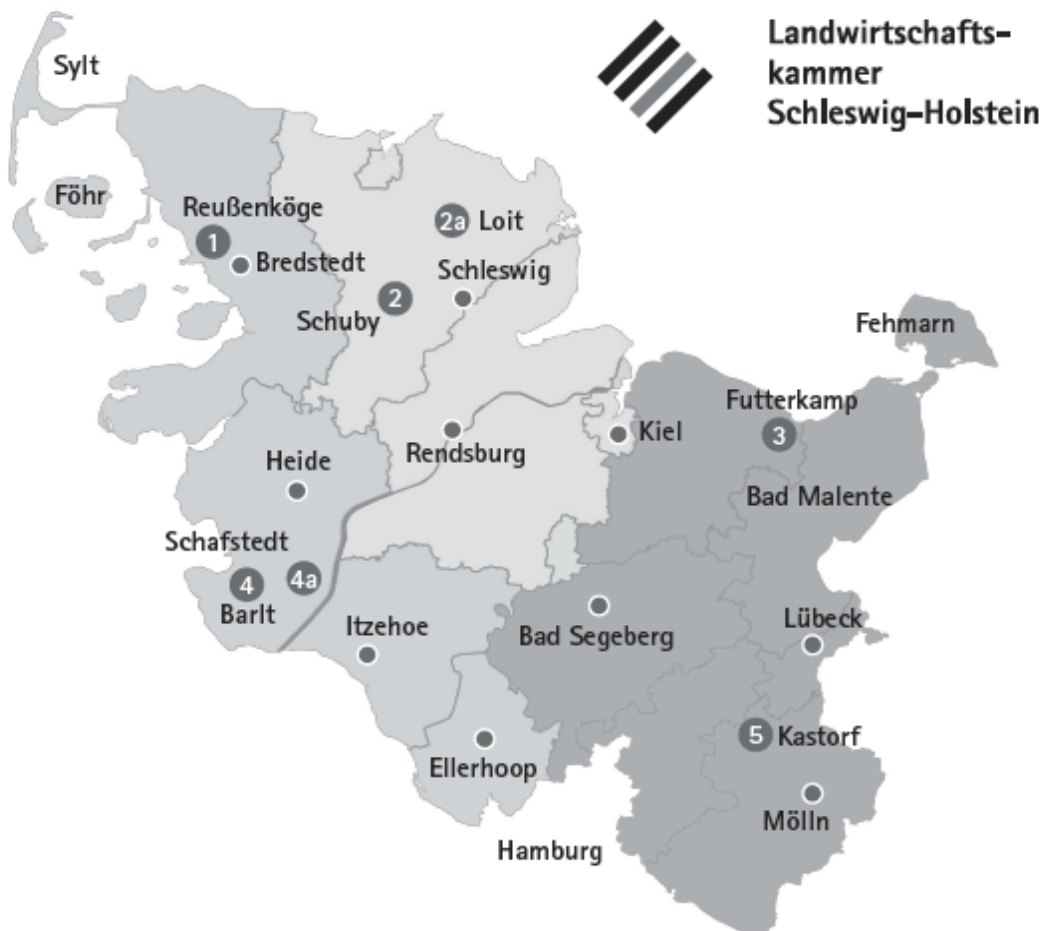 Landwirtschafts-
kammer
Schleswig-Holstein
Sylt
Föhr
Reußenköge
1
Bredstedt
2a Loit
Schleswig
2
Schuby
Fehmarn
Futterkamp
3
Kiel
Rendsburg
Heide
Bad Malente
Schafstedt
4 4a
Barlt
Itzehoe
Bad Segeberg
Lübeck
5 Kastorf
Ellerhoop
Mölln
Hamburg